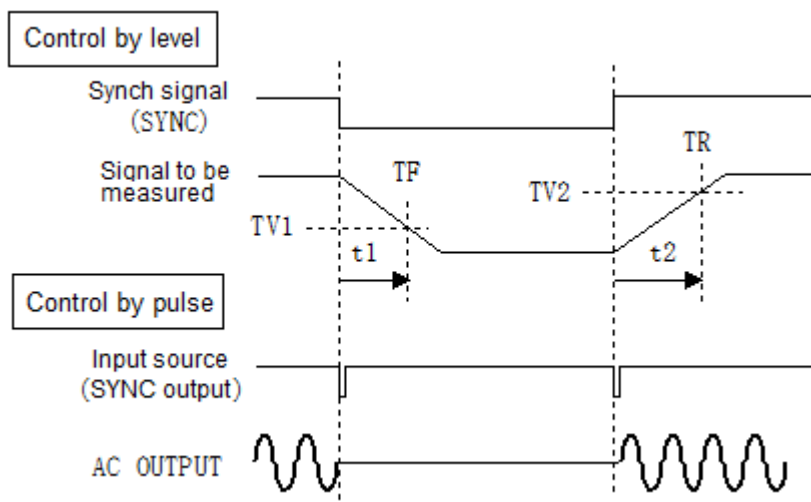 Control by level
Synch signal
(SYNC)
TR
Signal to be
measured
TF
TV2
TV1
t1
t2
Control by pulse
Input source
(SYNC output)
AC OUTPUT